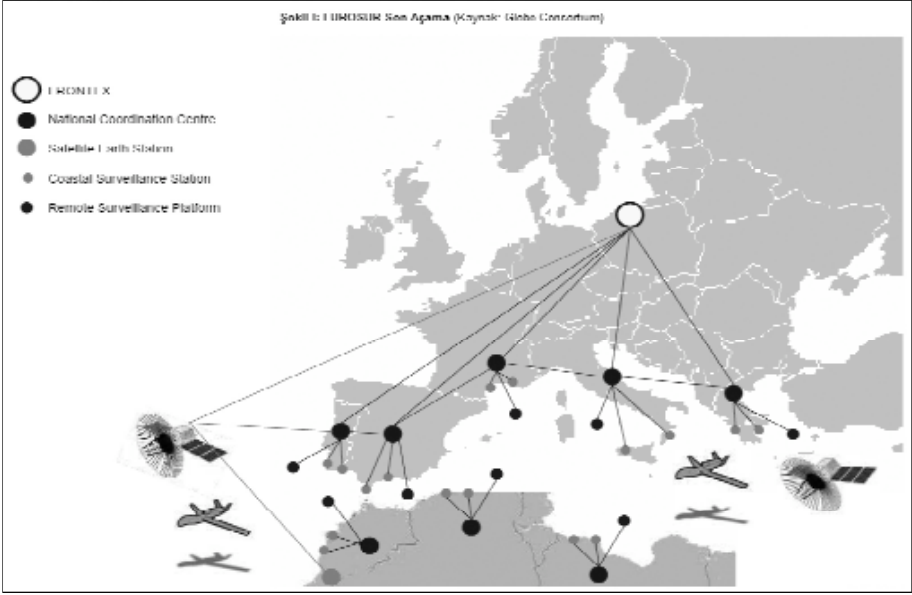 Şekil I: EUROSUR Son Aşama (Kaynak: Globe Consortium)
FRONTEX
National Coordination Centre
Satellite Earth Station
Coastal Surveillance Station
Remote Surveillance Platform